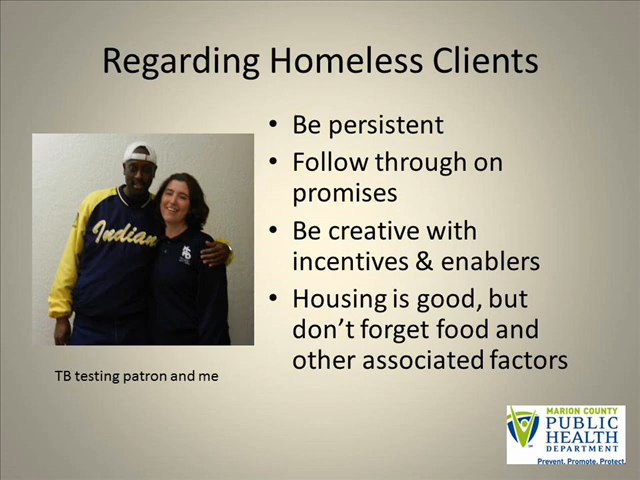 Regarding Homeless Clients
• Be persistent
• Follow through on
promises
• Be creative with
incentives & enablers
• Housing is good, but
don't forget food and
other associated factors
Indian
TB testing patron and me
MARION COUNTY
PUBLIC
HEALTH
DEPARTMENT
Prevent. Promote. Protect.